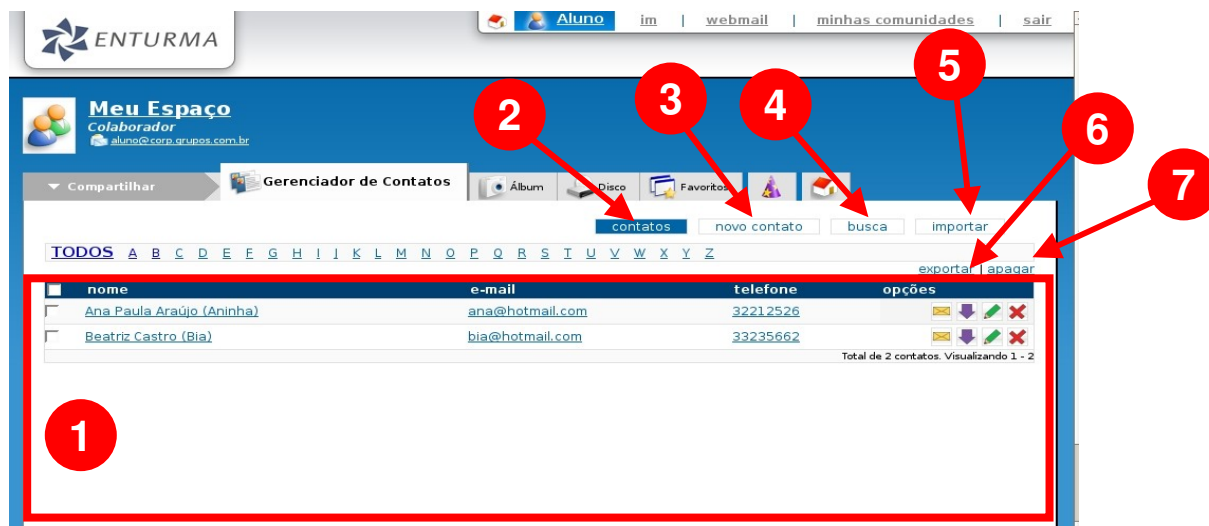 ENTURMA
Aluno im | webmail | minhas comunidades | sair
5
Meu Espaço
Colaborador
aluno@corp.grupos.com.br
2 3 4 6
Compartilhar Gerenciador de Contatos Álbum Disco Favoritos
7
contatos novo contato busca importar
TODOS A B C D E F G H I J K L M N O P Q R S T U V W X Y Z
exportar | apagar
nome e-mail telefone opções
Ana Paula Araújo (Aninha) ana@hotmail.com 32212526
Beatriz Castro (Bia) bia@hotmail.com 33235662
Total de 2 contatos. Visualizando 1 - 2
1